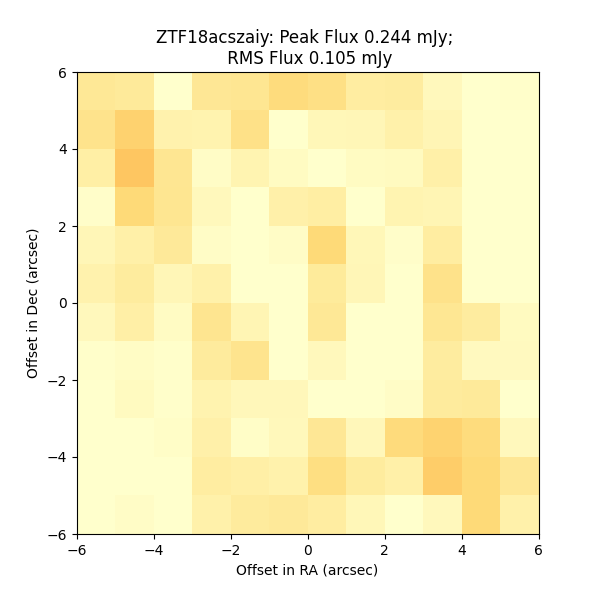 ZTF18acszaiy: Peak Flux 0.244 mJy;
RMS Flux 0.105 mJy
6
4
2
0
−2
−4
−6
Offset in Dec (arcsec)
−6 −4 −2 0 2 4 6
Offset in RA (arcsec)